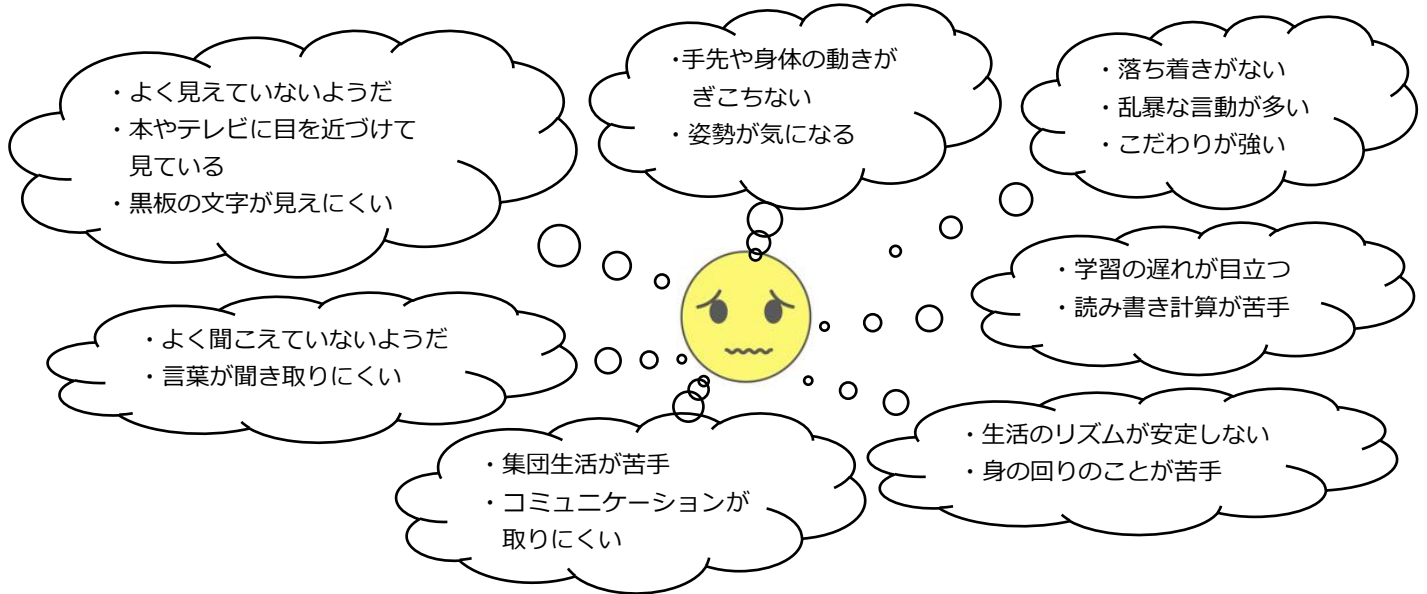 ・よく見えていないようだ
・本やテレビに目を近づけて
見ている
・黒板の文字が見えにくい
・手先や身体の動きが
ぎこちない
・姿勢が気になる
・落ち着きがない
・乱暴な言動が多い
・こだわりが強い
・学習の遅れが目立つ
・読み書き計算が苦手
・よく聞こえていないようだ
・言葉が聞き取りにくい
・集団生活が苦手
・コミュニケーションが
取りにくい
・生活のリズムが安定しない
・身の回りのことが苦手